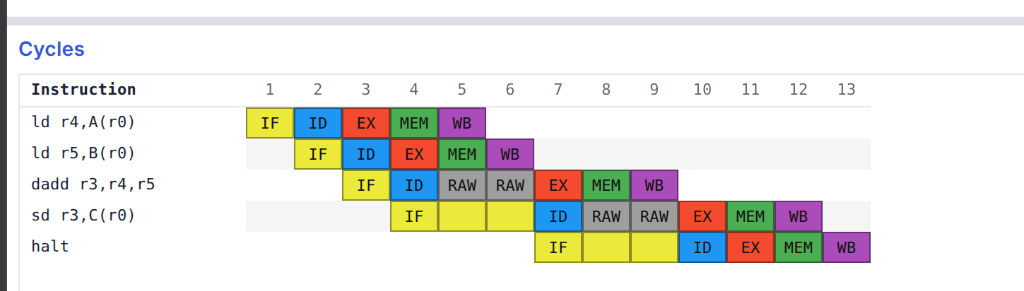 Cycles
Instruction 1 2 3 4 5 6 7 8 9 10 11 12 13
ld r4,A(r0) IF ID EX MEM WB
ld r5,B(r0) IF ID EX MEM WB
dadd r3,r4,r5 IF ID RAW RAW EX MEM WB
sd r3,C(r0) IF ID RAW RAW EX MEM WB
halt IF ID EX MEM WB